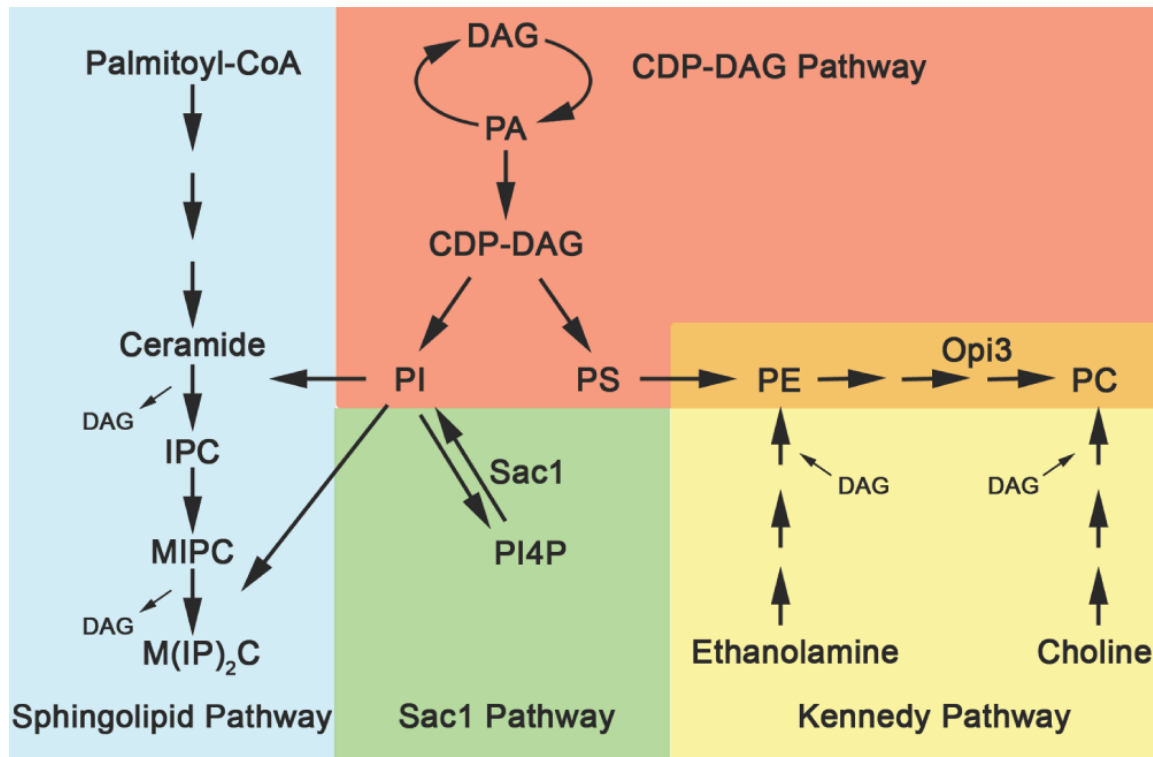 DAG
Palmitoyl-CoA
CDP-DAG Pathway
PA
CDP-DAG
Ceramide
Opi3
PI
PS
PE
PC
DAG
IPC
Sac1
DAG
DAG
MIPC
PI4P
DAG
M(IP)₂C
Ethanolamine
Choline
Sphingolipid Pathway
Sac1 Pathway
Kennedy Pathway